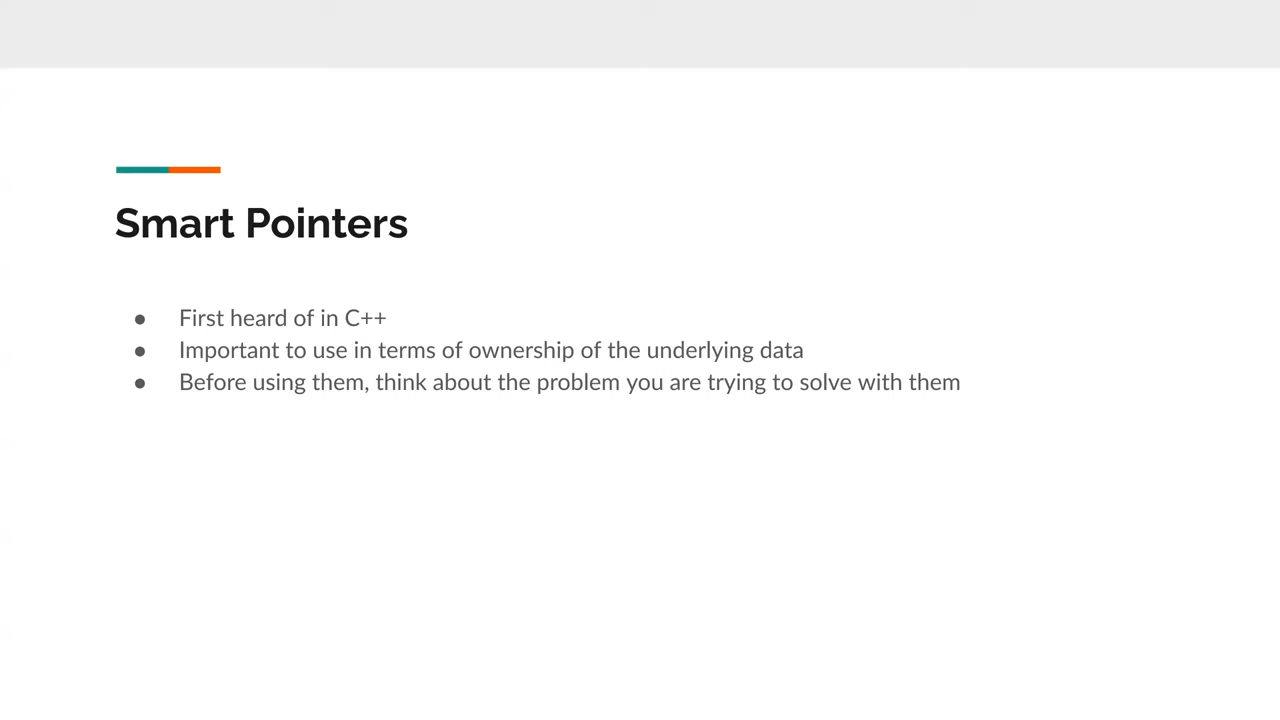 Smart Pointers
● First heard of in C++
● Important to use in terms of ownership of the underlying data
● Before using them, think about the problem you are trying to solve with them